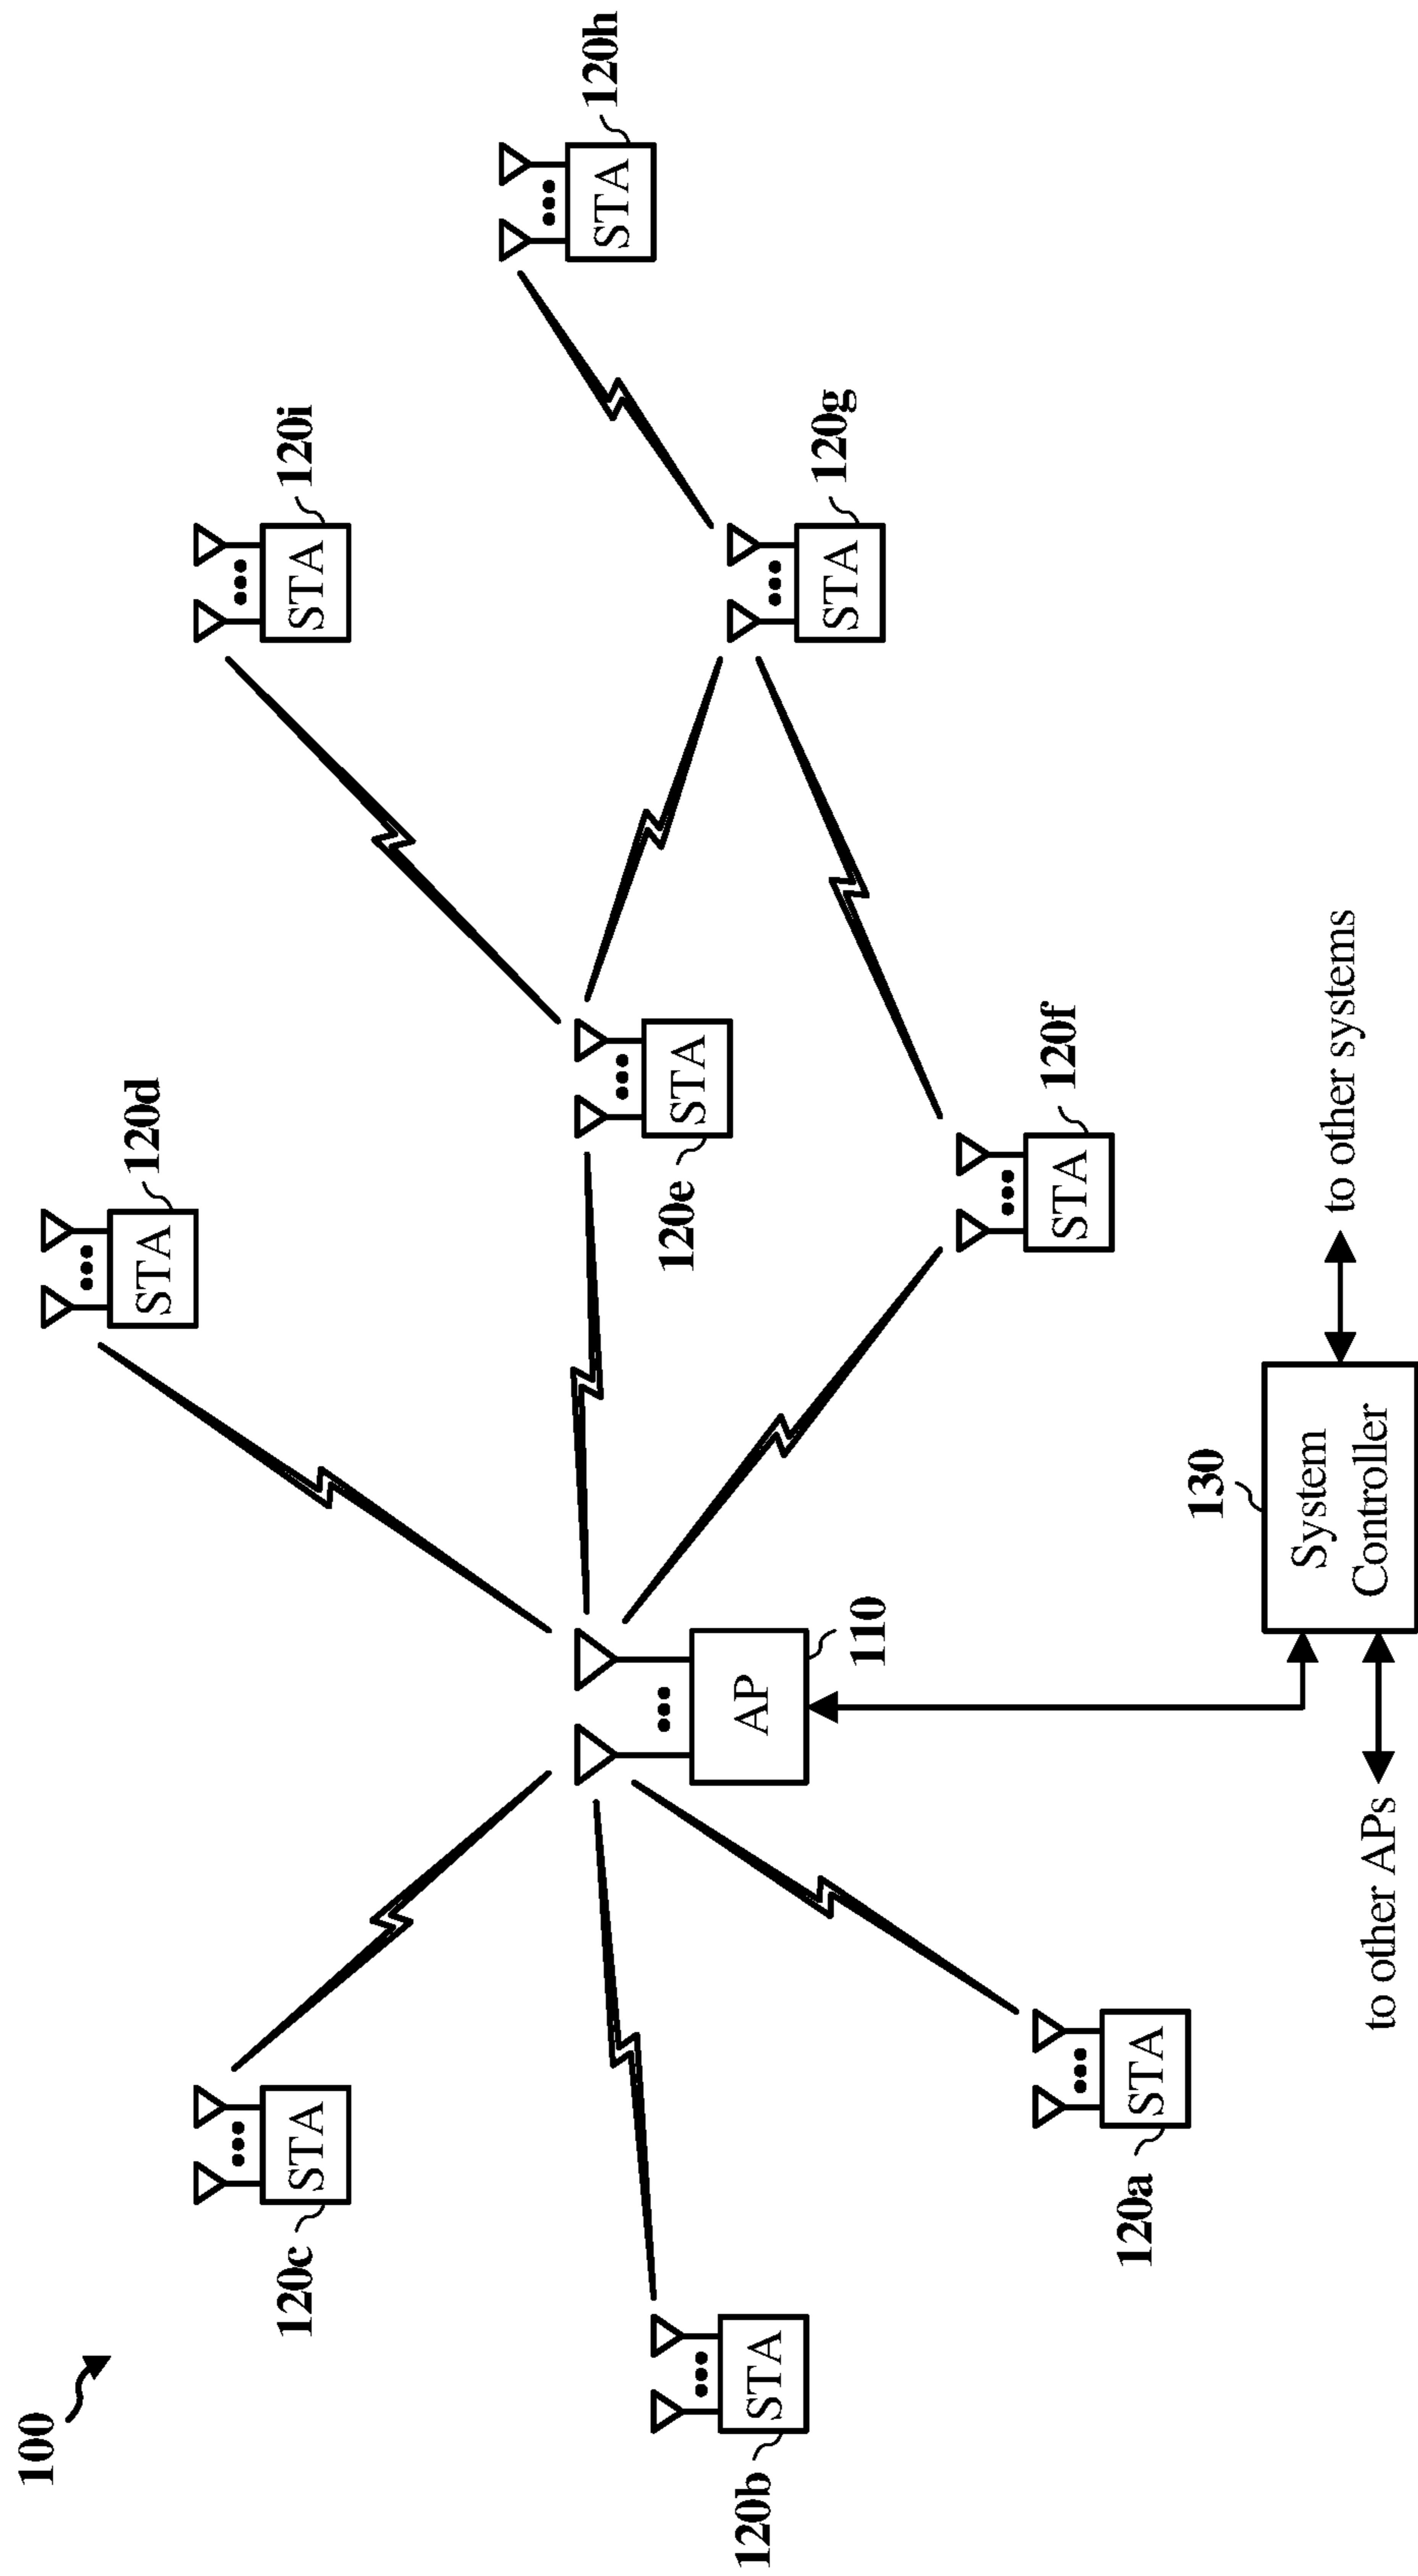 100
STA
120d
STA
120c
STA
120i
STA
120h
STA
120b
AP
110
STA
120e
STA
120g
STA
120a
STA
120f
130
System
Controller
to other APs
to other systems